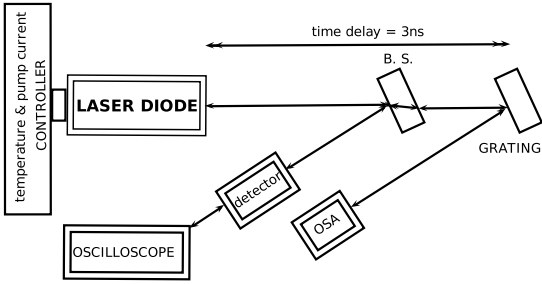 temperature & pump current
CONTROLLER
time delay = 3ns
B. S.
LASER DIODE
GRATING
detector
OSA
OSCILLOSCOPE